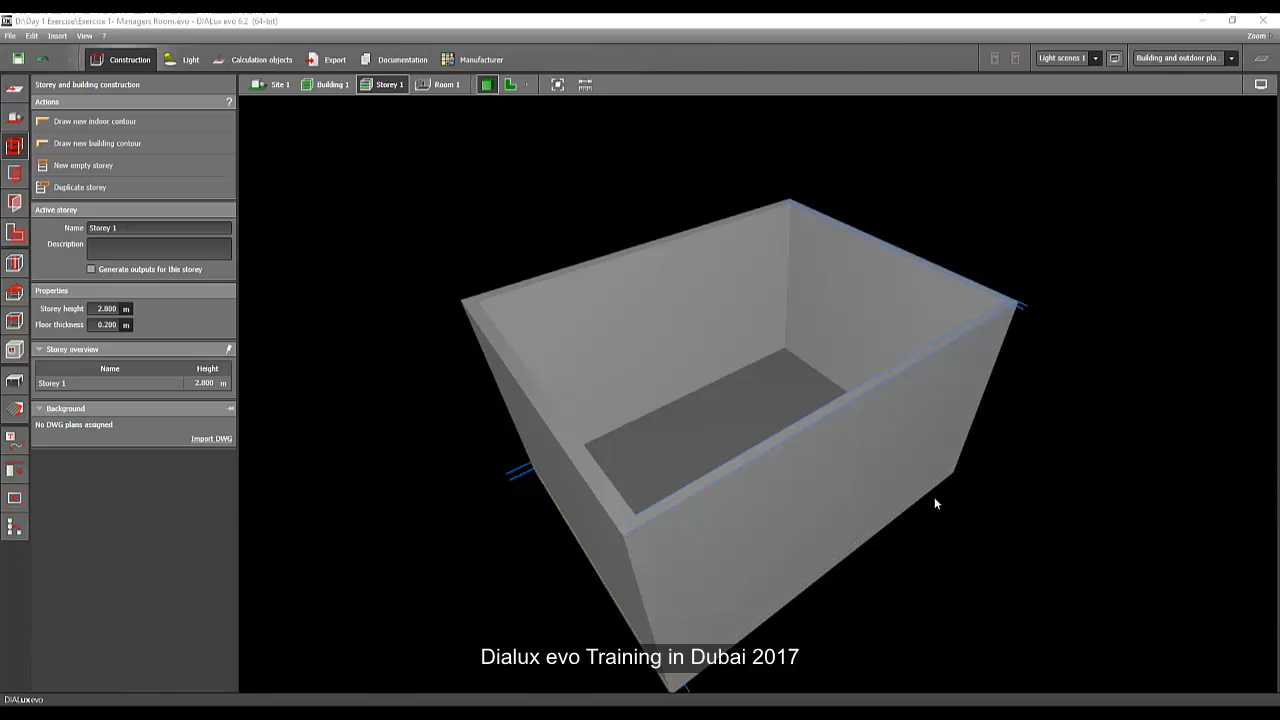 D:\Day 1 Exercise\Exercise 1- Managers Room.evo - DIALux evo 6.2  (64-bit)
File Edit Insert View ?
Zoom
Construction Light Calculation objects Export Documentation Manufacturer
Light scenes 1 Building and outdoor pla...
Storey and building construction
Site 1 Building 1 Storey 1 Room 1
Actions ?
Draw new indoor contour
Draw new building contour
New empty storey
Duplicate storey
Active storey
Name Storey 1
Description
Generate outputs for this storey
Properties
Storey height 2.800 m
Floor thickness 0.200 m
Storey overview
Name Height
Storey 1 2.800 m
Background
No DWG plans assigned
Import DWG
Dialux evo Training in Dubai 2017
DIALux evo